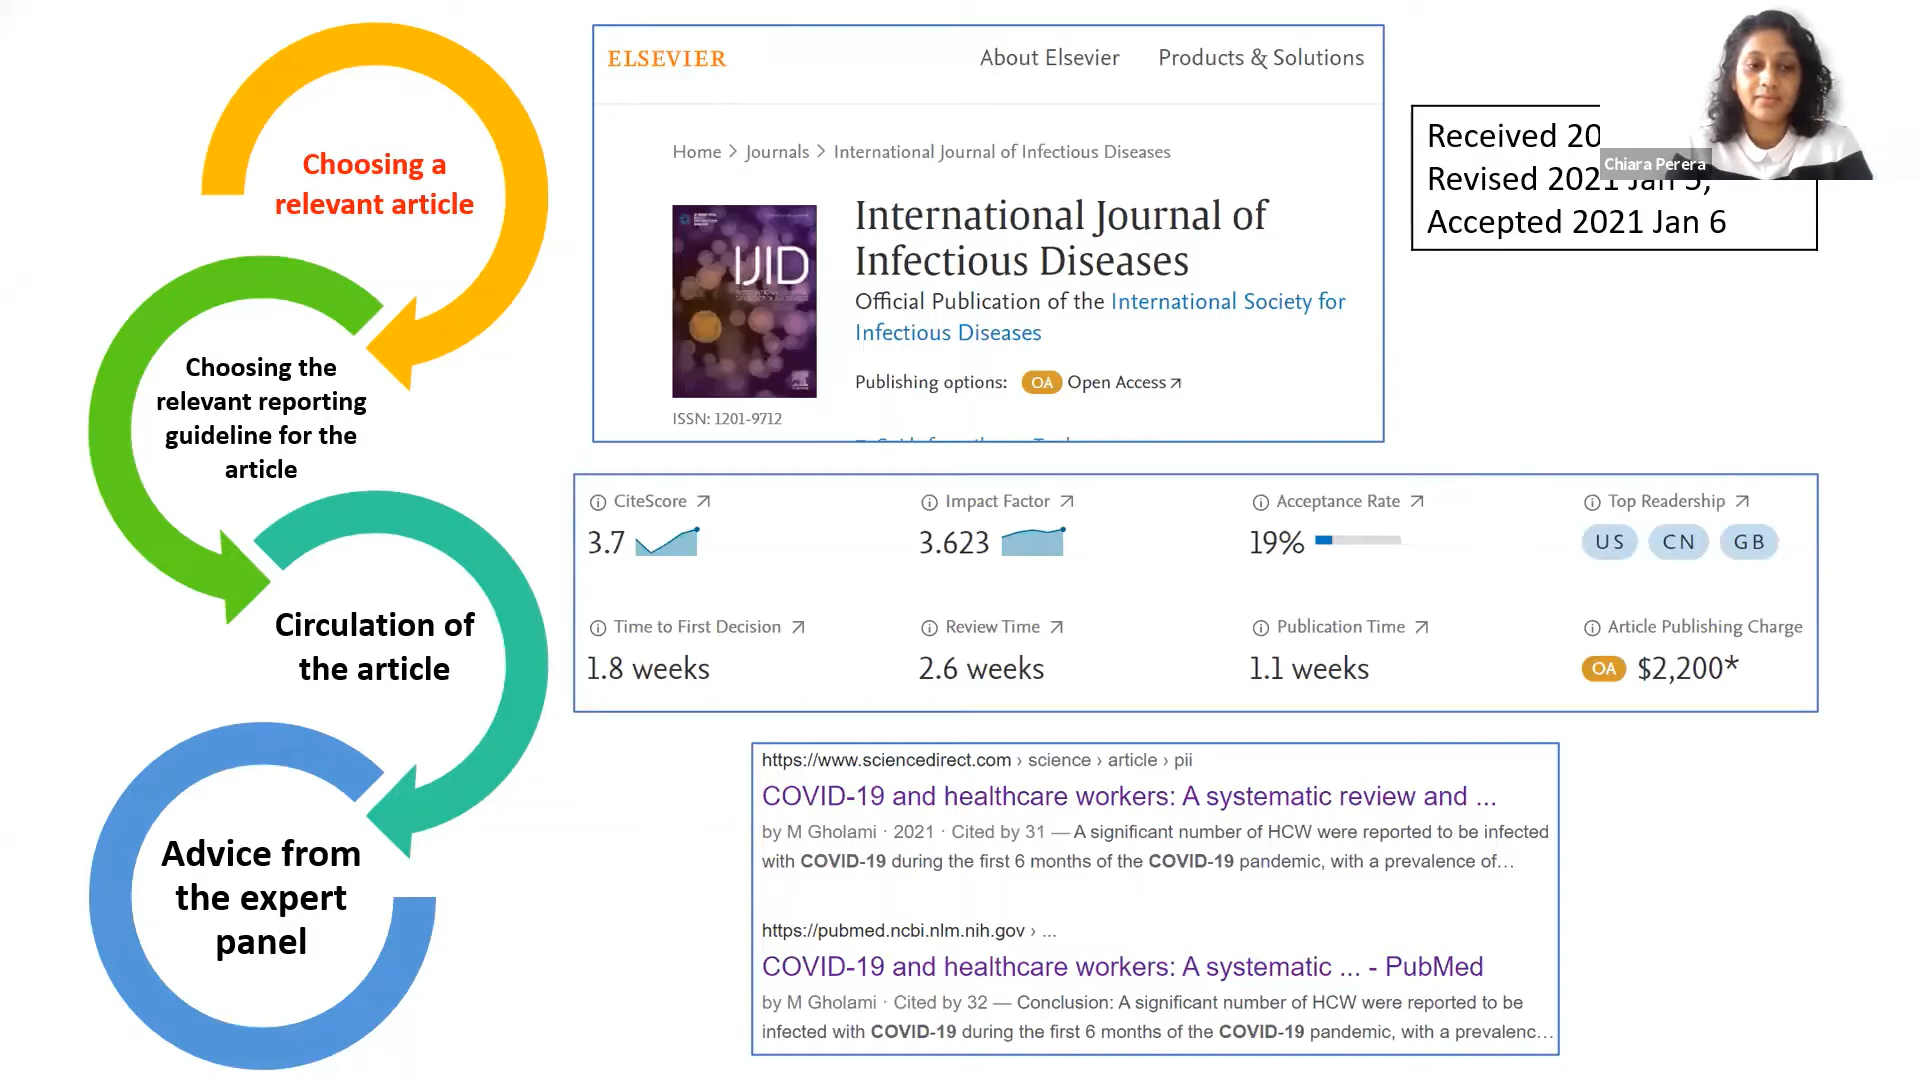 Choosing a
relevant article
Choosing the
relevant reporting
guideline for the
article
Circulation of
the article
Advice from
the expert
panel
ELSEVIER
About Elsevier
Products & Solutions
Home > Journals > International Journal of Infectious Diseases
IJID
International Journal of
Infectious Diseases
Official Publication of the International Society for
Infectious Diseases
Publishing options: OA Open Access
ISSN: 1201-9712
Received 20
Revised 2021 Jan
Accepted 2021 Jan 6
Chiara Perera
CiteScore
3.7
Impact Factor
3.623
Acceptance Rate
19%
Top Readership
US CN GB
Time to First Decision
1.8 weeks
Review Time
2.6 weeks
Publication Time
1.1 weeks
Article Publishing Charge
OA $2,200*
https://www.sciencedirect.com › science › article › pii
COVID-19 and healthcare workers: A systematic review and ...
by M Gholami · 2021 · Cited by 31 — A significant number of HCW were reported to be infected
with COVID-19 during the first 6 months of the COVID-19 pandemic, with a prevalence of...
https://pubmed.ncbi.nlm.nih.gov › ...
COVID-19 and healthcare workers: A systematic ... - PubMed
by M Gholami · Cited by 32 — Conclusion: A significant number of HCW were reported to be
infected with COVID-19 during the first 6 months of the COVID-19 pandemic, with a prevalenc...